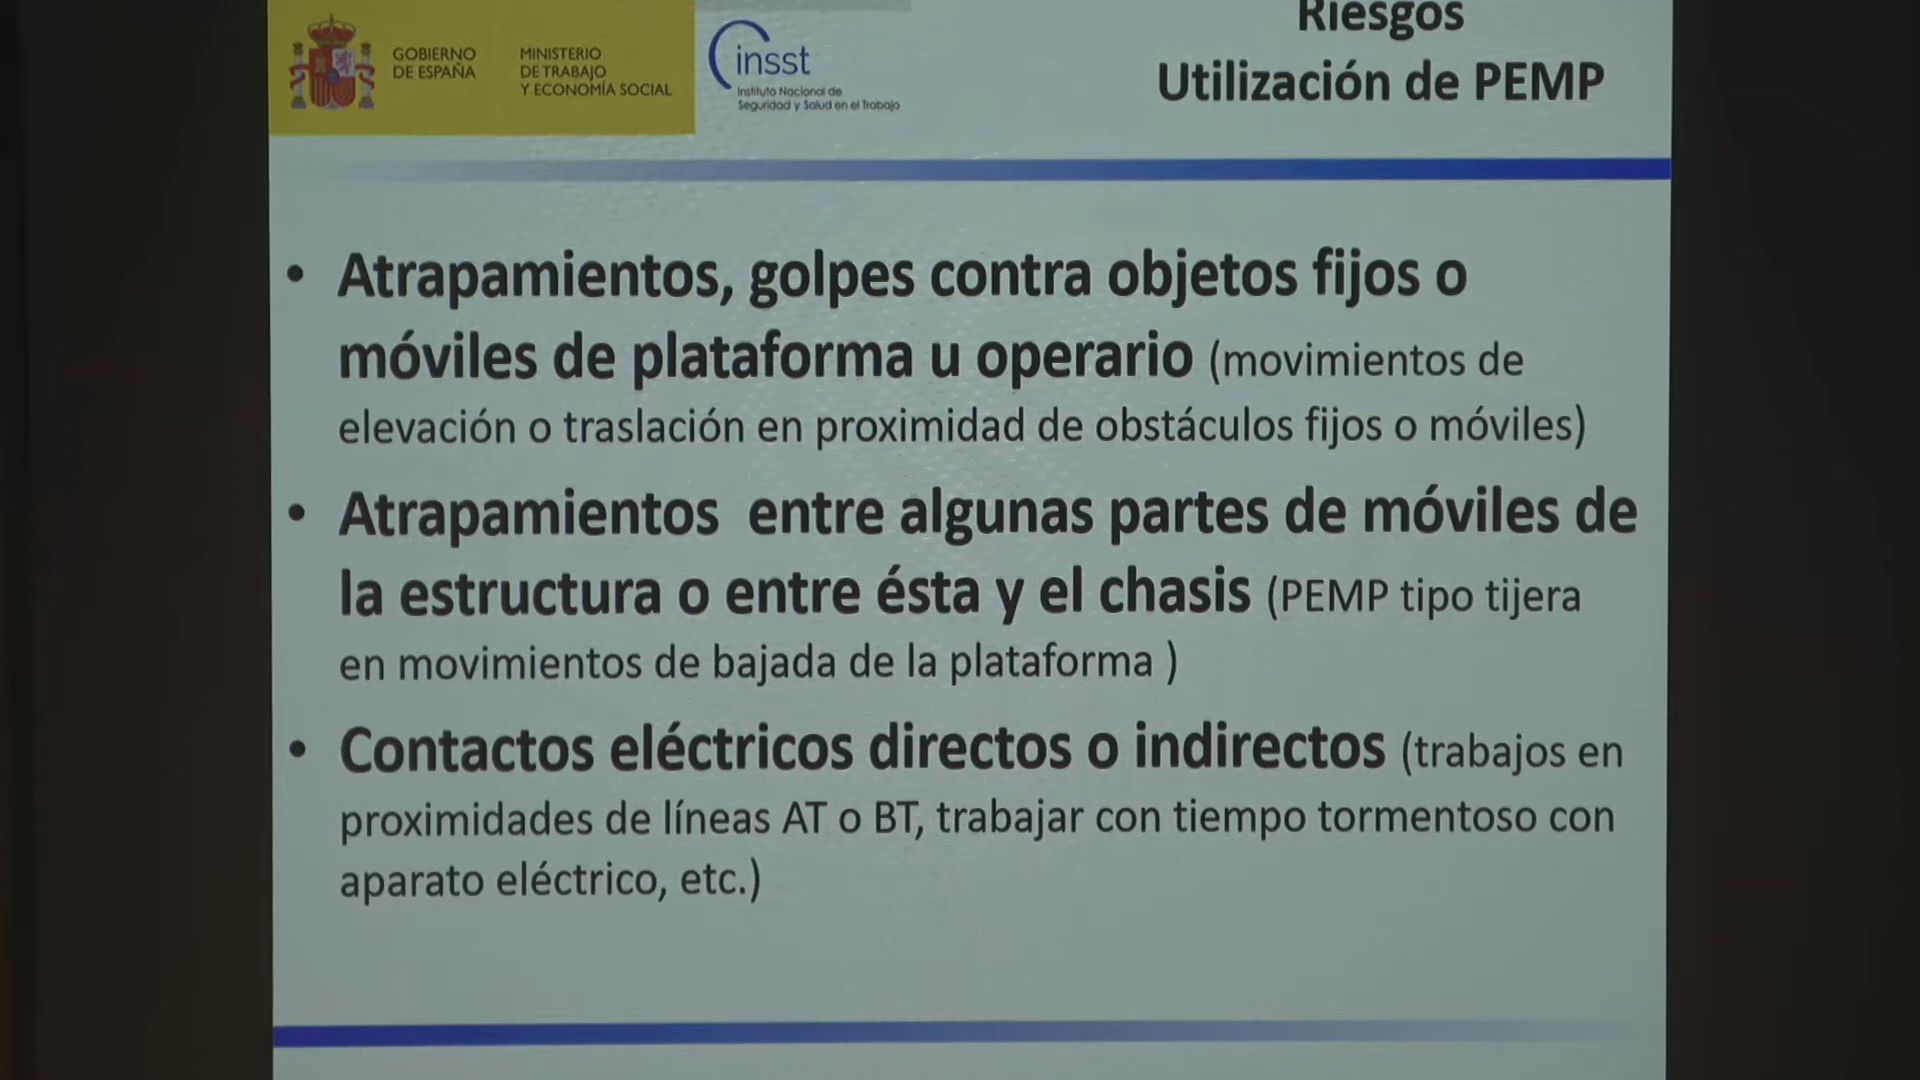 GOBIERNO
DE ESPAÑA
MINISTERIO
DE TRABAJO
Y ECONOMÍA SOCIAL
insst
Instituto Nacional de
Seguridad y Salud en el Trabajo
Riesgos
Utilización de PEMP
• Atrapamientos, golpes contra objetos fijos o
móviles de plataforma u operario (movimientos de
elevación o traslación en proximidad de obstáculos fijos o móviles)
• Atrapamientos entre algunas partes de móviles de
la estructura o entre ésta y el chasis (PEMP tipo tijera
en movimientos de bajada de la plataforma )
• Contactos eléctricos directos o indirectos (trabajos en
proximidades de líneas AT o BT, trabajar con tiempo tormentoso con
aparato eléctrico, etc.)